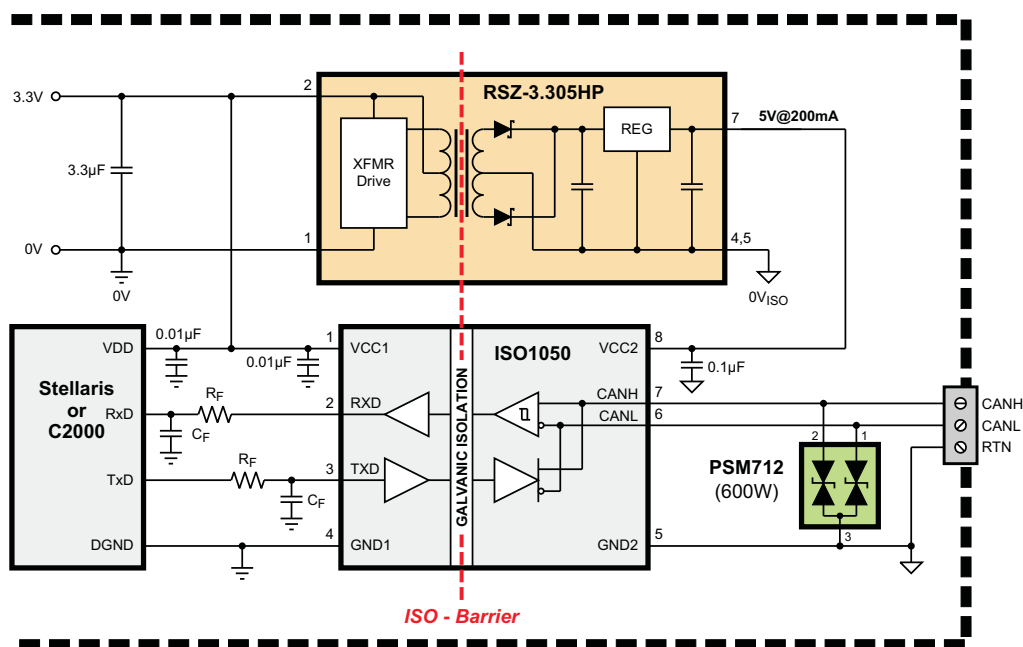 RSZ-3.305HP
2
3.3V
3.3µF
XFMR
Drive
REG
7
5V@200mA
1
0V
0V
4,5
0VISO
Stellaris
or
C2000
VDD
RxD
TxD
DGND
0.01µF
0.01µF
RF
CF
RF
CF
1
2
3
4
VCC1
RXD
TXD
GND1
GALVANIC ISOLATION
ISO1050
VCC2
CANH
CANL
GND2
8
7
6
5
0.1µF
2
1
PSM712
(600W)
3
CANH
CANL
RTN
ISO - Barrier